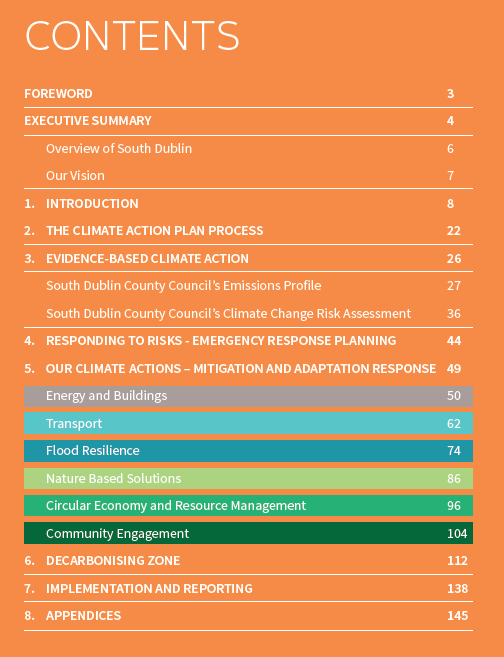 CONTENTS
FOREWORD 3
EXECUTIVE SUMMARY 4
Overview of South Dublin 6
Our Vision 7
1. INTRODUCTION 8
2. THE CLIMATE ACTION PLAN PROCESS 22
3. EVIDENCE-BASED CLIMATE ACTION 26
South Dublin County Council's Emissions Profile 27
South Dublin County Council's Climate Change Risk Assessment 36
4. RESPONDING TO RISKS - EMERGENCY RESPONSE PLANNING 44
5. OUR CLIMATE ACTIONS – MITIGATION AND ADAPTATION RESPONSE 49
Energy and Buildings 50
Transport 62
Flood Resilience 74
Nature Based Solutions 86
Circular Economy and Resource Management 96
Community Engagement 104
6. DECARBONISING ZONE 112
7. IMPLEMENTATION AND REPORTING 138
8. APPENDICES 145